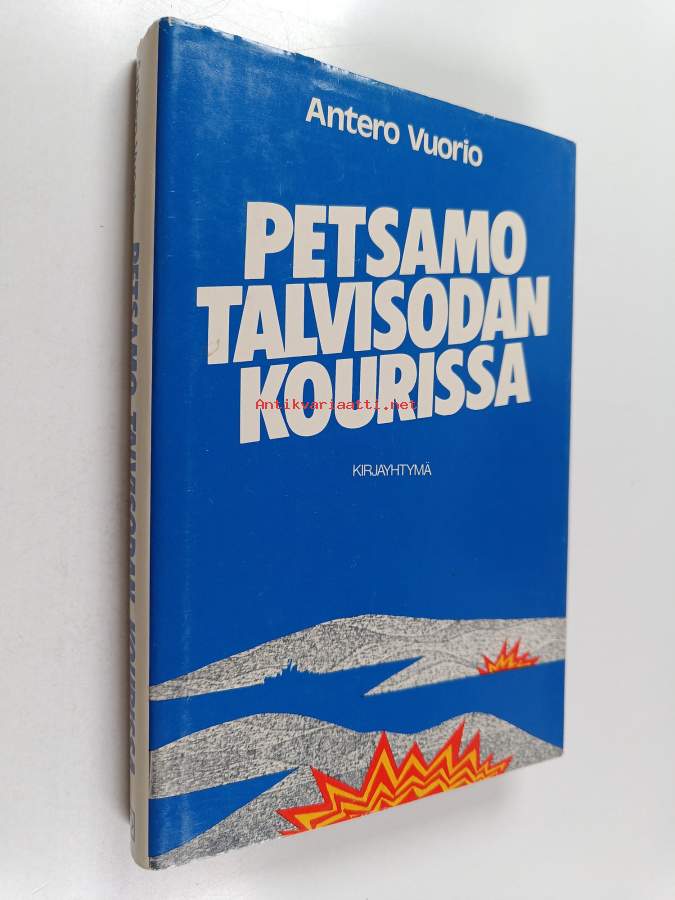 Antero Vuorio
PETSAMO
TALVISODAN
KOURISSA
Antikvariaatti.net
KIRJAYHTYMÄ
PETSAMO TALVISODAN KOURISSA